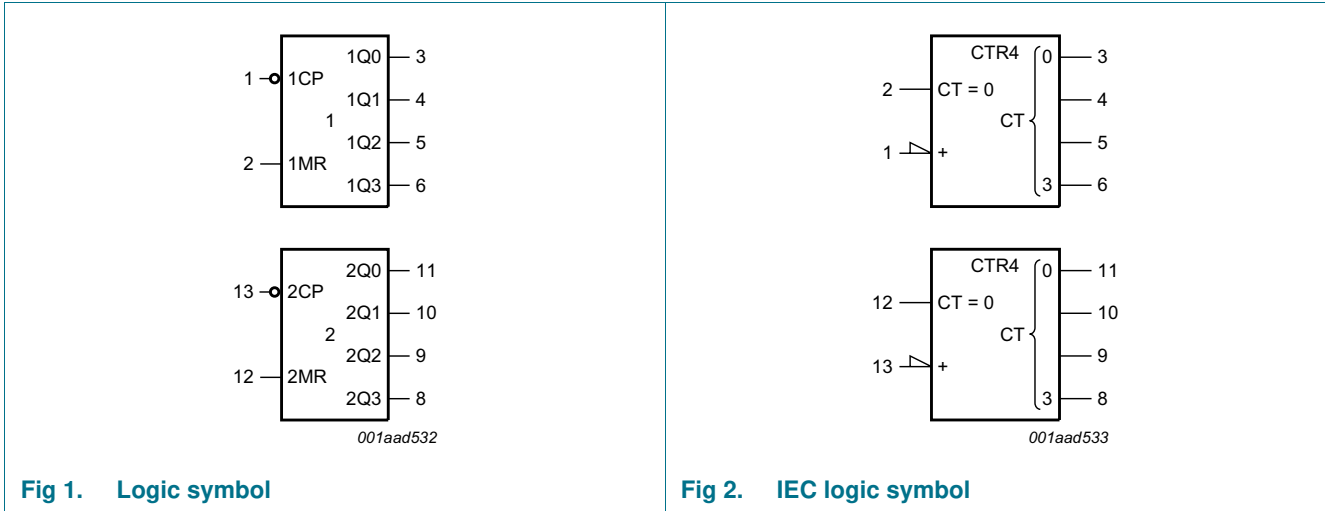 1QO 3
1 1CP
1Q1 4
1
1Q2 5
2 1MR
1Q3 6
2Q0 11
13 2CP
2Q1 10
2
2Q2 9
12 2MR
2Q3 8
001aad532
Fig 1. Logic symbol
CTR4 0 3
2 CT = 0
4
CT
5
1 +
3 6
CTR4 0 11
12 CT = 0
10
CT
9
13 +
3 8
001aad533
Fig 2. IEC logic symbol